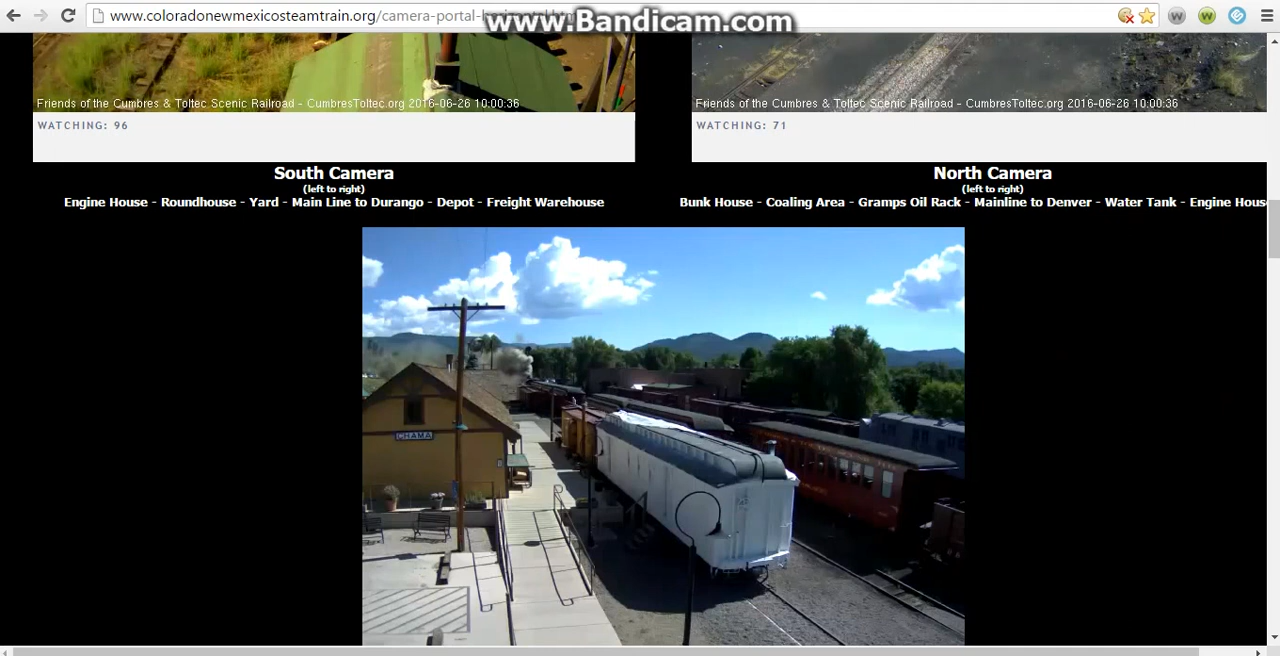 www.coloradonewmexicosteamtrain.org/camera-portal-
www.Bandicam.com
Friends of the Cumbres & Toltec Scenic Railroad - CumbresToltec.org 2016-06-26 10:00:36
Friends of the Cumbres & Toltec Scenic Railroad - CumbresToltec.org 2016-06-26 10:00:36
WATCHING: 96
WATCHING: 71
South Camera
(left to right)
Engine House - Roundhouse - Yard - Main Line to Durango - Depot - Freight Warehouse
North Camera
(left to right)
Bunk House - Coaling Area - Gramps Oil Rack - Mainline to Denver - Water Tank - Engine Hous
CHAMA